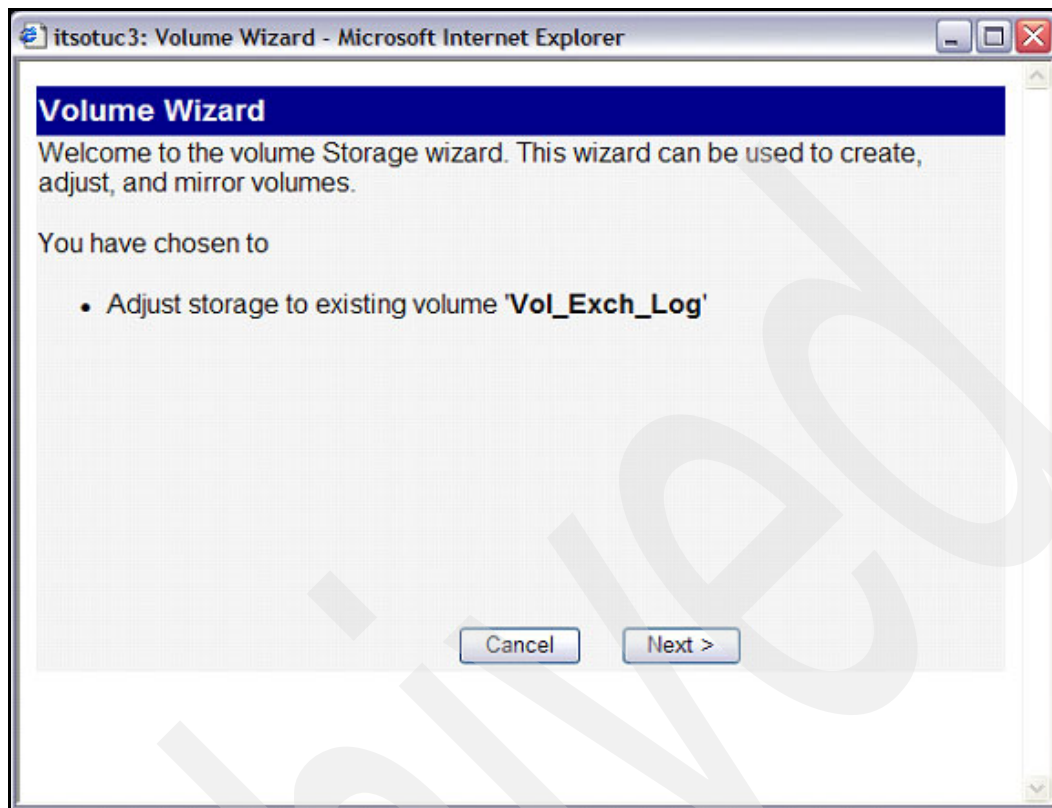 itsotuc3: Volume Wizard - Microsoft Internet Explorer
Volume Wizard
Welcome to the volume Storage wizard. This wizard can be used to create,
adjust, and mirror volumes.
You have chosen to
• Adjust storage to existing volume 'Vol_Exch_Log'
Cancel
Next >
hived